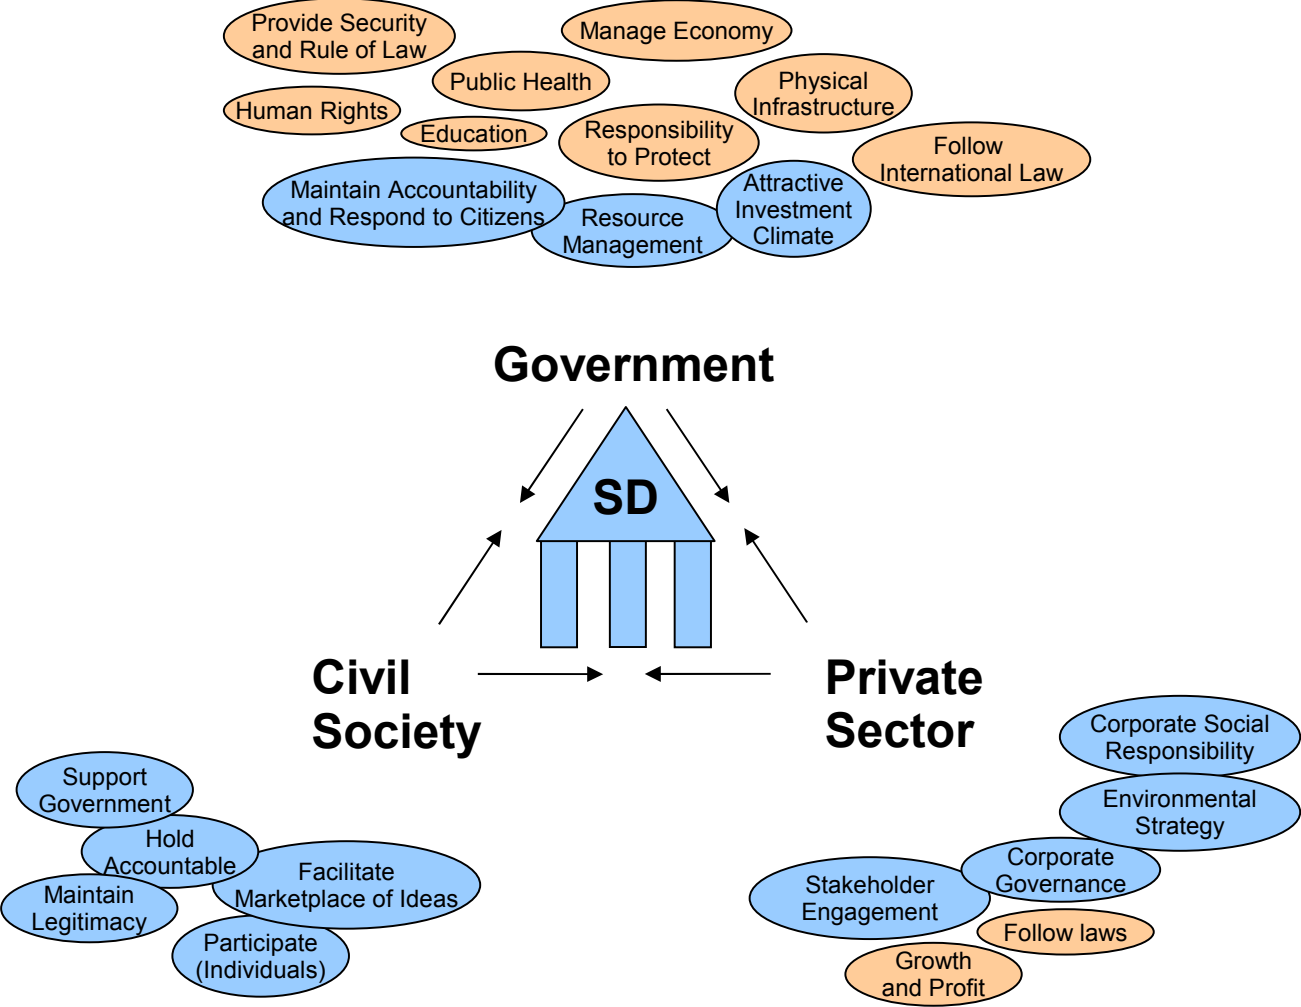 Provide Security
and Rule of Law
Manage Economy
Public Health
Physical
Infrastructure
Human Rights
Education
Responsibility
to Protect
Follow
International Law
Maintain Accountability
and Respond to Citizens
Resource
Management
Attractive
Investment
Climate
Government
SD
Civil
Society
Private
Sector
Support
Government
Hold
Accountable
Maintain
Legitimacy
Facilitate
Marketplace of Ideas
Participate
(Individuals)
Corporate Social
Responsibility
Environmental
Strategy
Corporate
Governance
Stakeholder
Engagement
Follow laws
Growth
and Profit